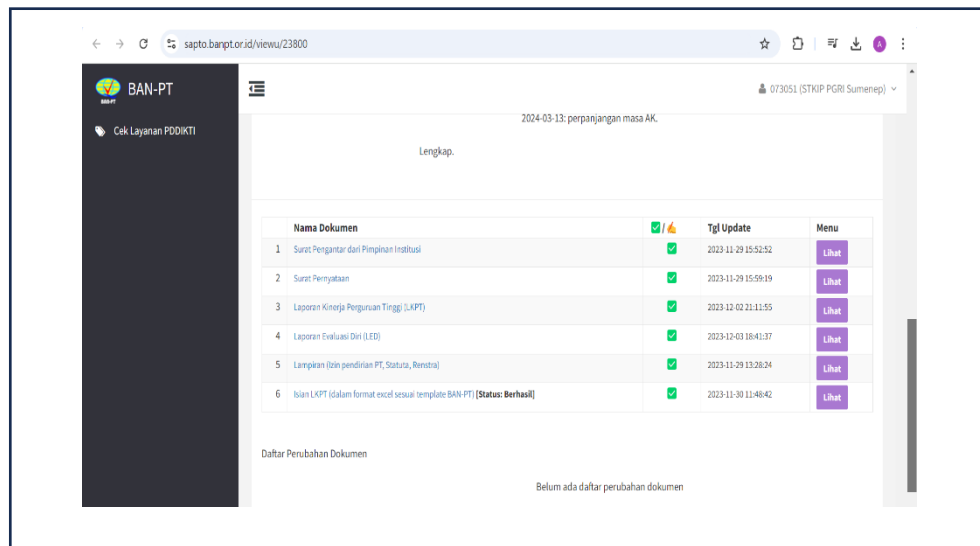 sapto.banpt.or.id/viewu/23800
A
BAN-PT
BAN-PT
073051 (STKIP PGRI Sumenep)
Cek Layanan PDDIKTI
2024-03-13: perpanjangan masa AK.
Lengkap.
Nama Dokumen ✅/✍ Tgl Update Menu
1 Surat Pengantar dari Pimpinan Institusi ✅ 2023-11-29 15:52:52 Lihat
2 Surat Pernyataan ✅ 2023-11-29 15:59:19 Lihat
3 Laporan Kinerja Perguruan Tinggi (LKPT) ✅ 2023-12-02 21:11:55 Lihat
4 Laporan Evaluasi Diri (LED) ✅ 2023-12-03 18:41:37 Lihat
5 Lampiran (Izin pendirian PT, Statuta, Renstra) ✅ 2023-11-29 13:28:24 Lihat
6 Isian LKPT (dalam format excel sesuai template BAN-PT) [Status: Berhasil] ✅ 2023-11-30 11:48:42 Lihat
Daftar Perubahan Dokumen
Belum ada daftar perubahan dokumen